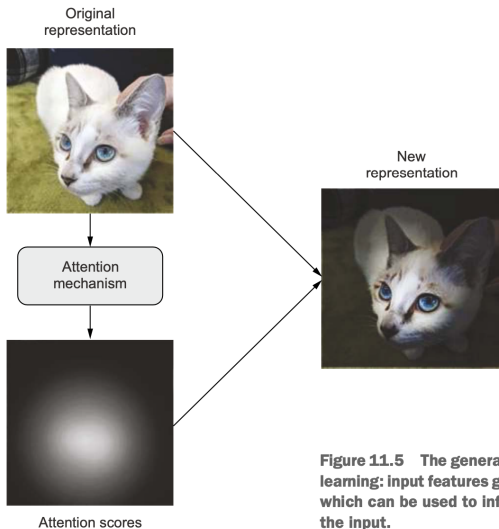 Original
representation
New
representation
Attention
mechanism
Attention scores
Figure 11.5 The general
learning: input features g
which can be used to inf
the input.